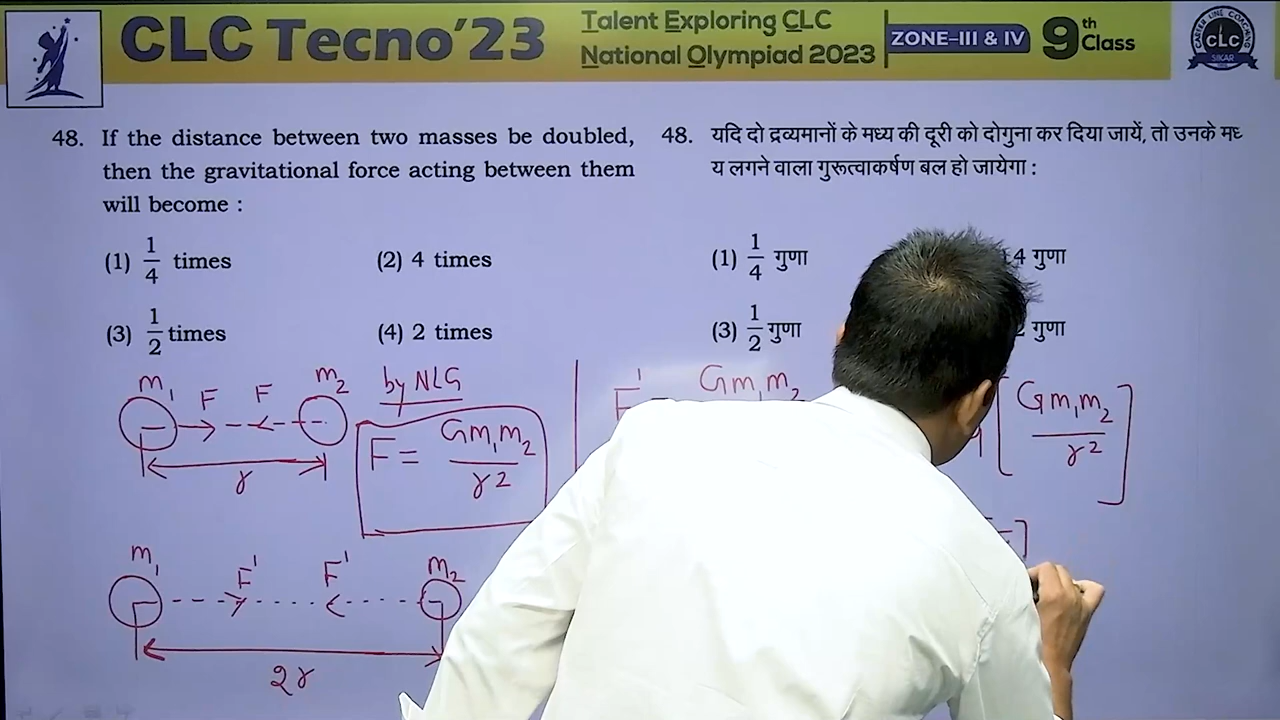 CLC Tecno'23
Talent Exploring CLC
National Olympiad 2023
ZONE–III & IV
9th Class
CAREER LINE COACHING
CLC
SIKAR
48. If the distance between two masses be doubled,
then the gravitational force acting between them
will become :
(1) 1/4 times
(2) 4 times
(3) 1/2 times
(4) 2 times
48. यदि दो द्रव्यमानों के मध्य की दूरी को दोगुना कर दिया जायें, तो उनके मध्
य लगने वाला गुरूत्वाकर्षण बल हो जायेगा :
(1) 1/4 गुणा
4 गुणा
(3) 1/2 गुणा
गुणा
m₁ F F m₂
r
by NLG
F = Gm₁m₂/r²
m₁ F' F' m₂
2r
F' = Gm₁m₂
[Gm₁m₂/r²]